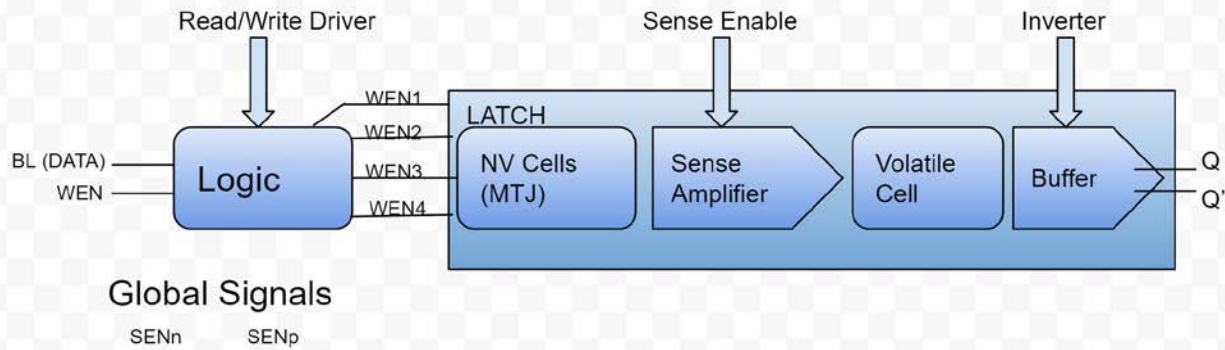 Read/Write Driver
Sense Enable
Inverter
WEN1
LATCH
WEN2
BL (DATA)
WEN
Logic
WEN3
WEN4
NV Cells
(MTJ)
Sense
Amplifier
Volatile
Cell
Buffer
Q
Q'
Global Signals
SENn
SENp